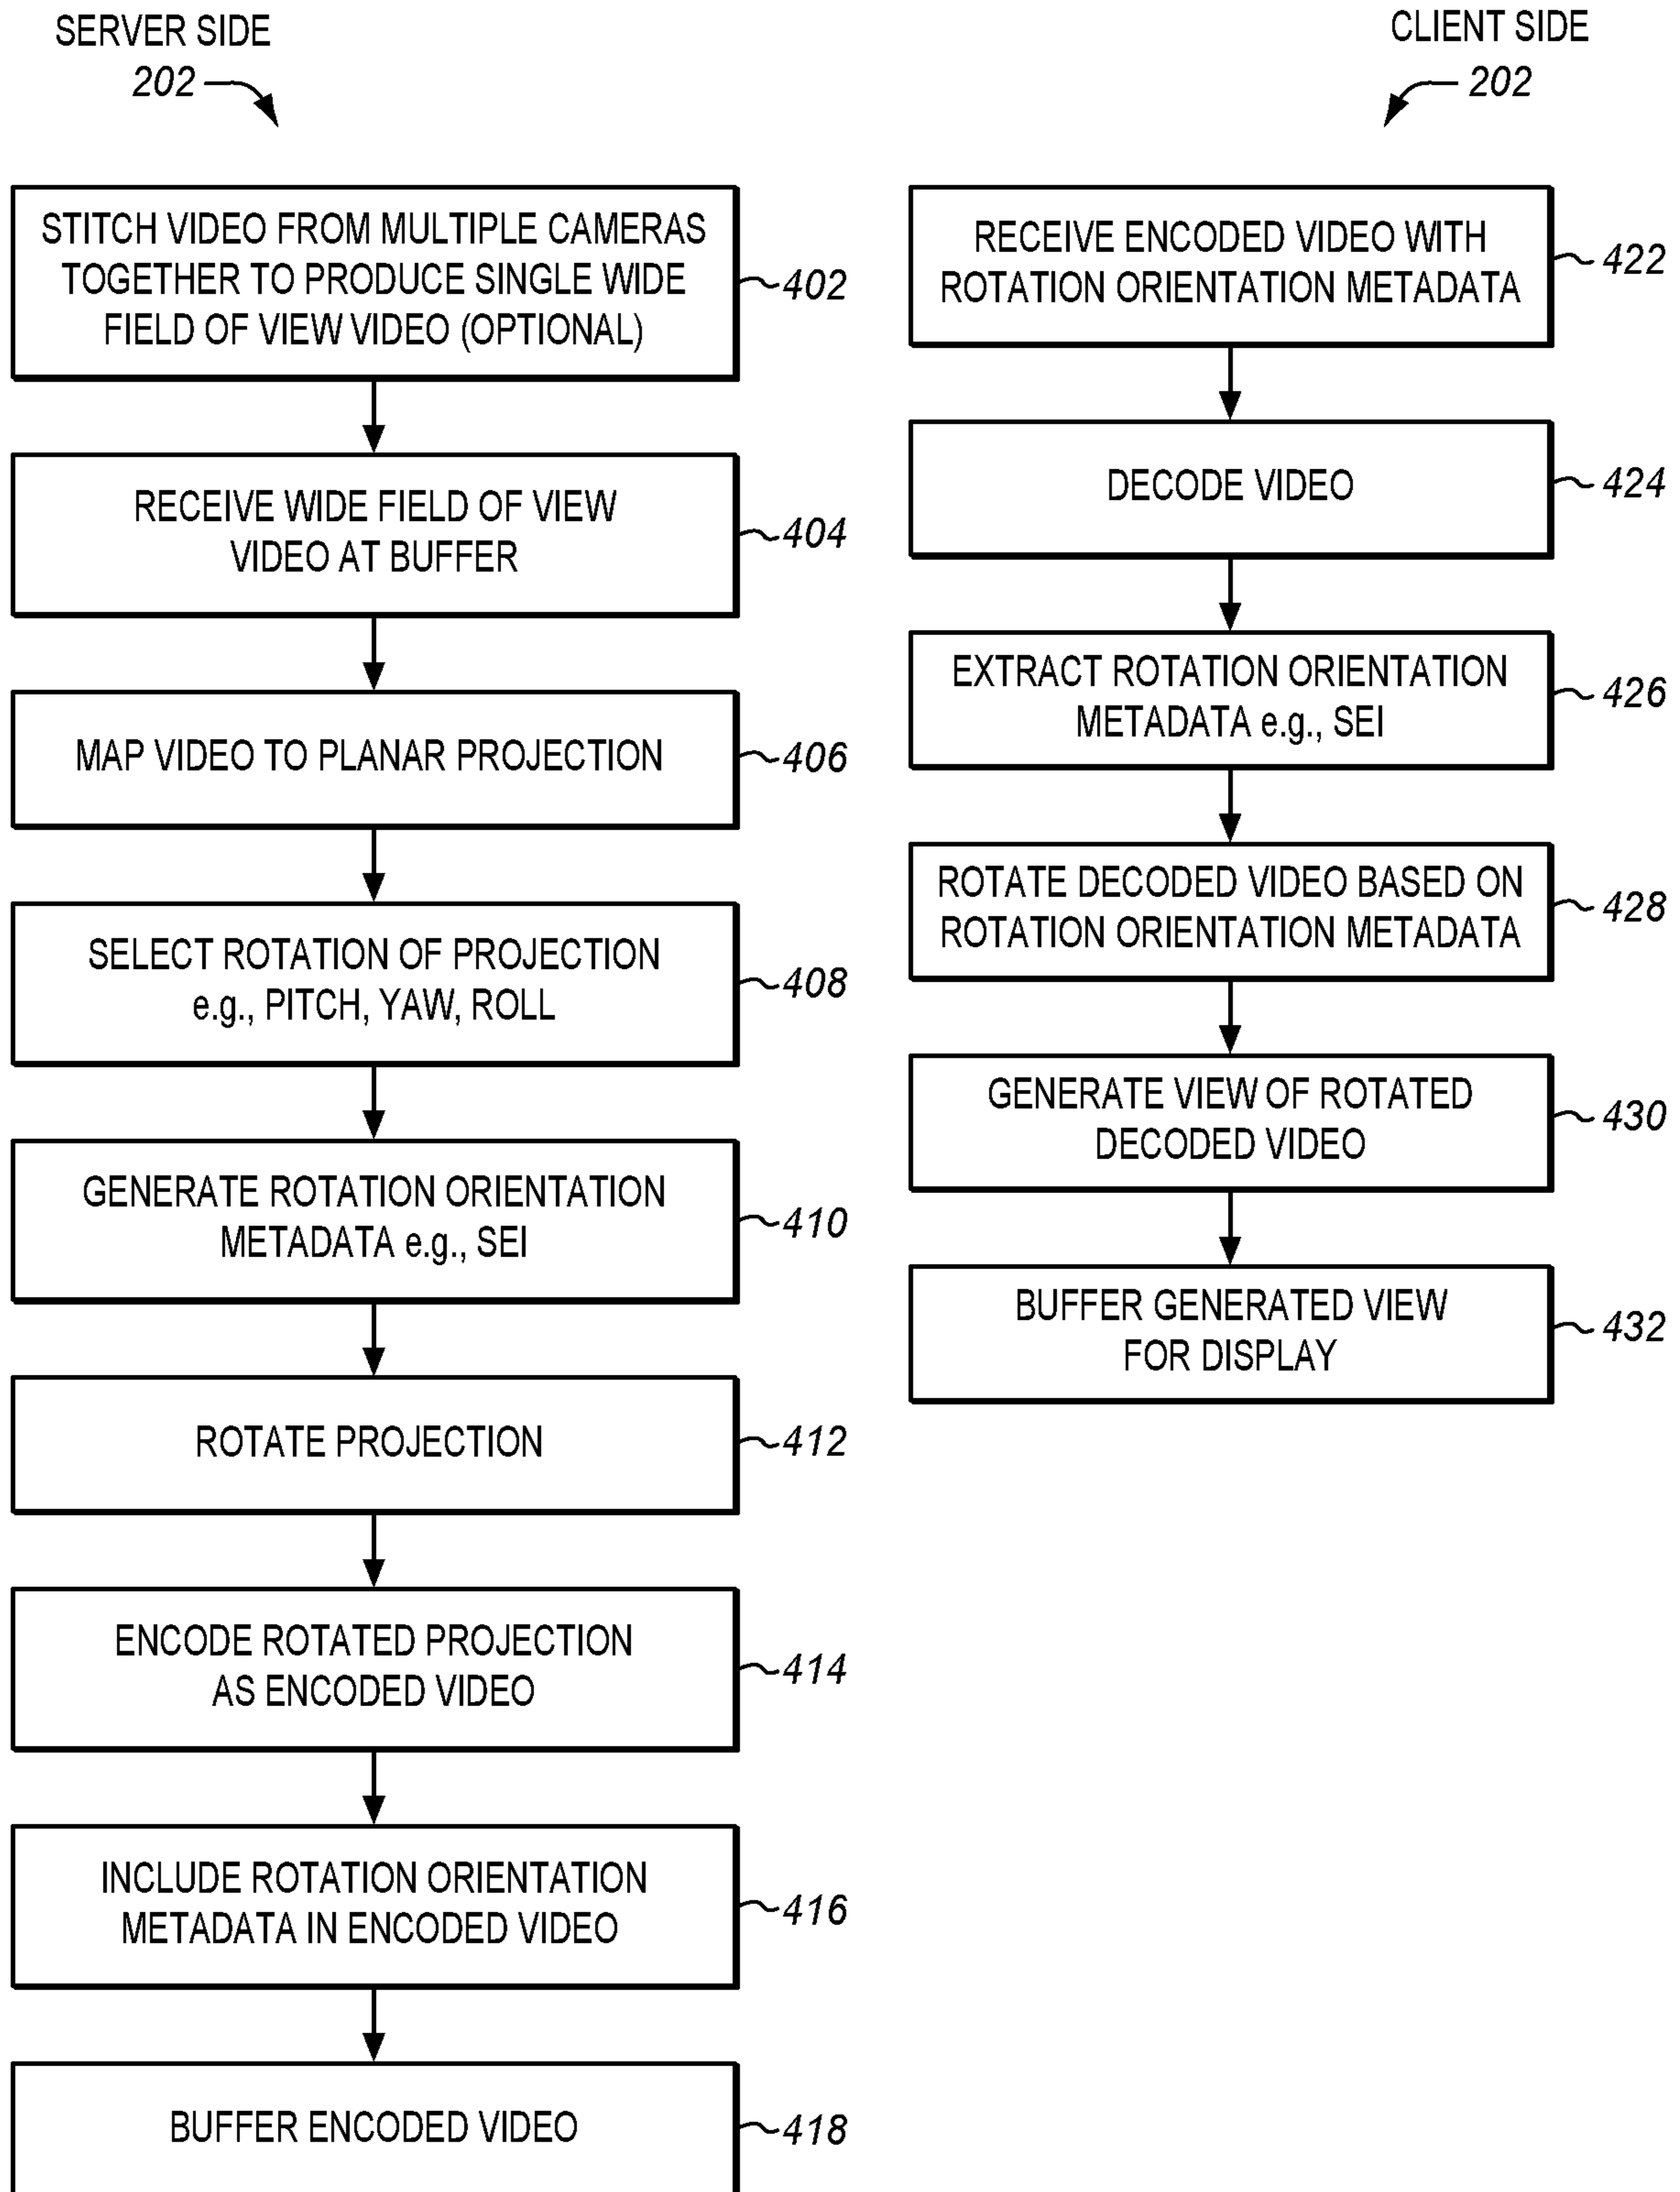 SERVER SIDE
202
STITCH VIDEO FROM MULTIPLE CAMERAS
TOGETHER TO PRODUCE SINGLE WIDE
FIELD OF VIEW VIDEO (OPTIONAL)
402
RECEIVE WIDE FIELD OF VIEW
VIDEO AT BUFFER
404
MAP VIDEO TO PLANAR PROJECTION
406
SELECT ROTATION OF PROJECTION
e.g., PITCH, YAW, ROLL
408
GENERATE ROTATION ORIENTATION
METADATA e.g., SEI
410
ROTATE PROJECTION
412
ENCODE ROTATED PROJECTION
AS ENCODED VIDEO
414
INCLUDE ROTATION ORIENTATION
METADATA IN ENCODED VIDEO
416
BUFFER ENCODED VIDEO
418
CLIENT SIDE
202
RECEIVE ENCODED VIDEO WITH
ROTATION ORIENTATION METADATA
422
DECODE VIDEO
424
EXTRACT ROTATION ORIENTATION
METADATA e.g., SEI
426
ROTATE DECODED VIDEO BASED ON
ROTATION ORIENTATION METADATA
428
GENERATE VIEW OF ROTATED
DECODED VIDEO
430
BUFFER GENERATED VIEW
FOR DISPLAY
432